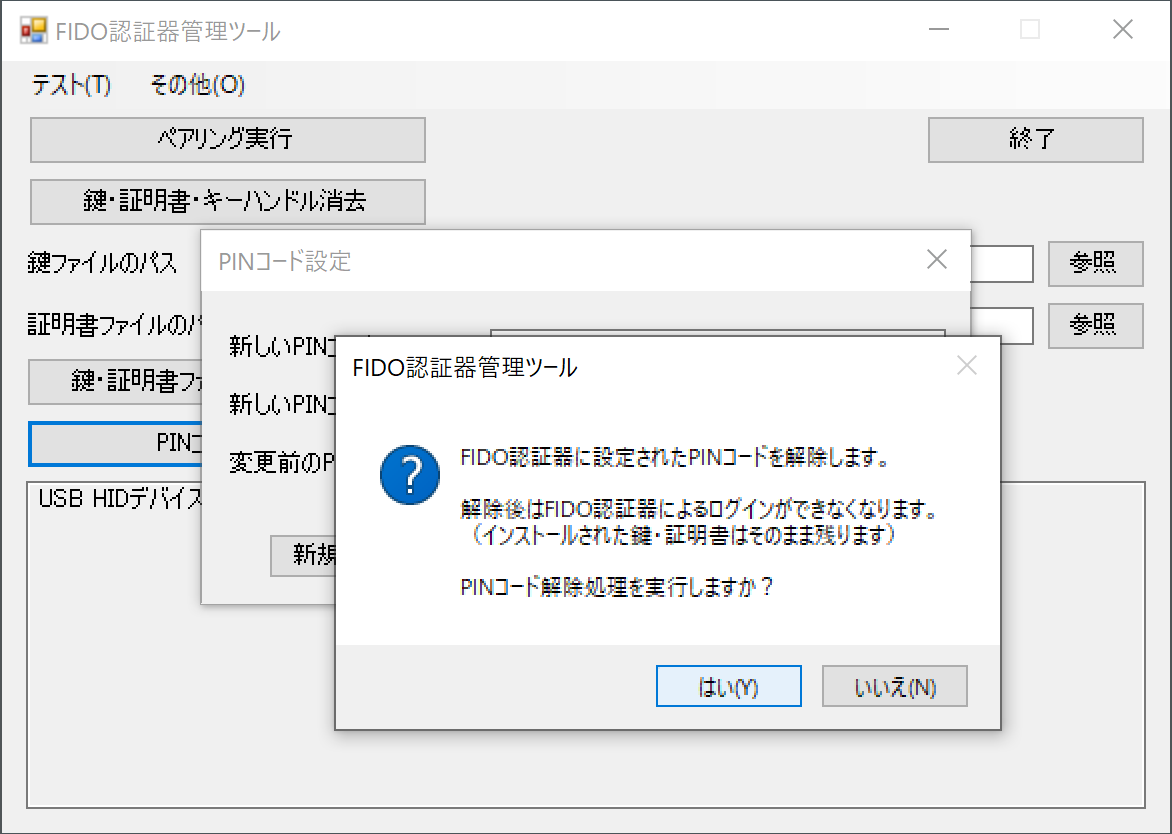 FIDO認証器管理ツール
テスト(T) その他(O)
ペアリング実行
終了
鍵・証明書・キーハンドル消去
鍵ファイルのパス
参照
証明書ファイルの
参照
鍵・証明書フ
PINコ
USB HIDデバイス
PINコード設定
新しいPINコ
新しいPINコ
変更前のP
新規
FIDO認証器管理ツール
FIDO認証器に設定されたPINコードを解除します。
解除後はFIDO認証器によるログインができなくなります。
（インストールされた鍵・証明書はそのまま残ります）
PINコード解除処理を実行しますか？
はい(Y)
いいえ(N)